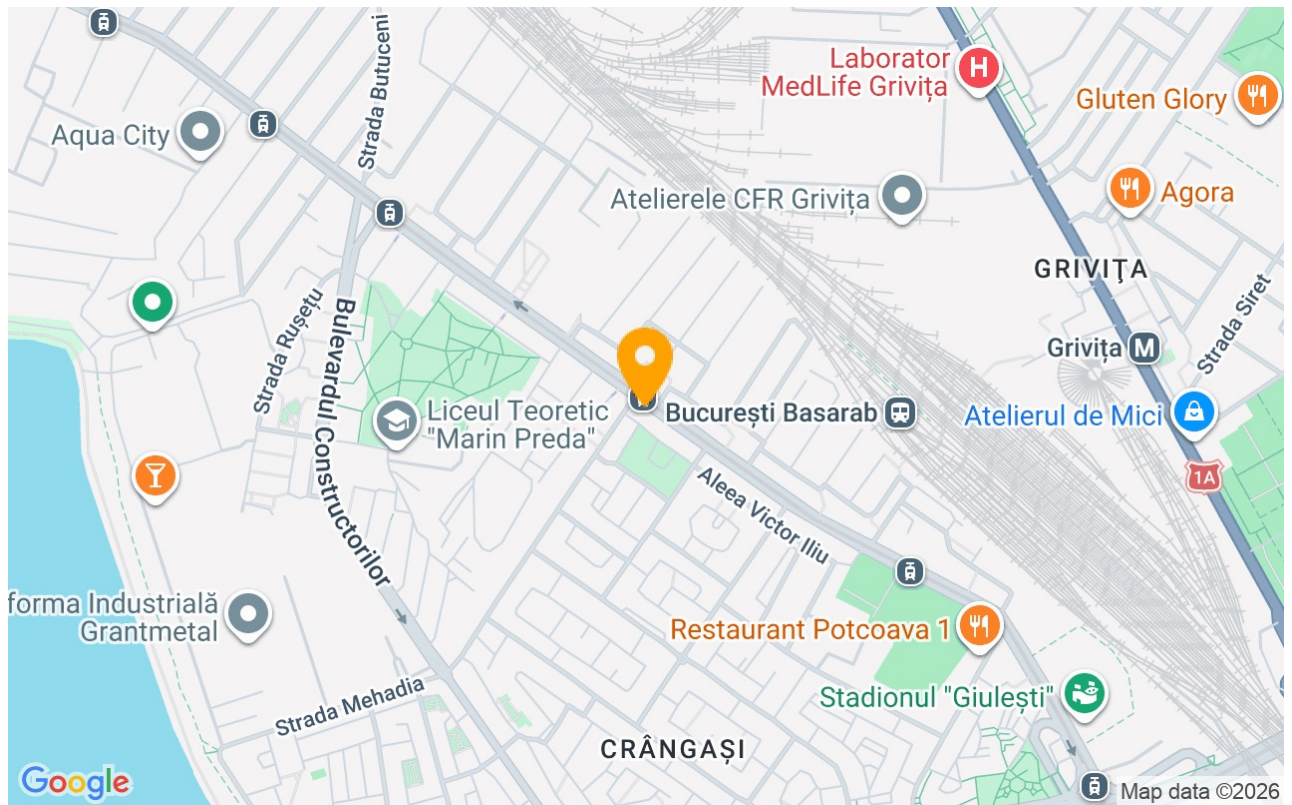 Strada Butuceni
Laborator
MedLife Grivița
H
Gluten Glory
Aqua City
Atelierele CFR Grivița
Agora
GRIVIŢA
Strada Siret
Strada Rușețu
Bulevardul Constructorilor
Grivița M
Liceul Teoretic
"Marin Preda"
București Basarab
Atelierul de Mici
1A
Aleea Victor Iliu
forma Industrială
Grantmetal
Restaurant Potcoava 1
Strada Mehadia
Stadionul "Giulești"
CRÂNGAȘI
Google
Map data ©2026